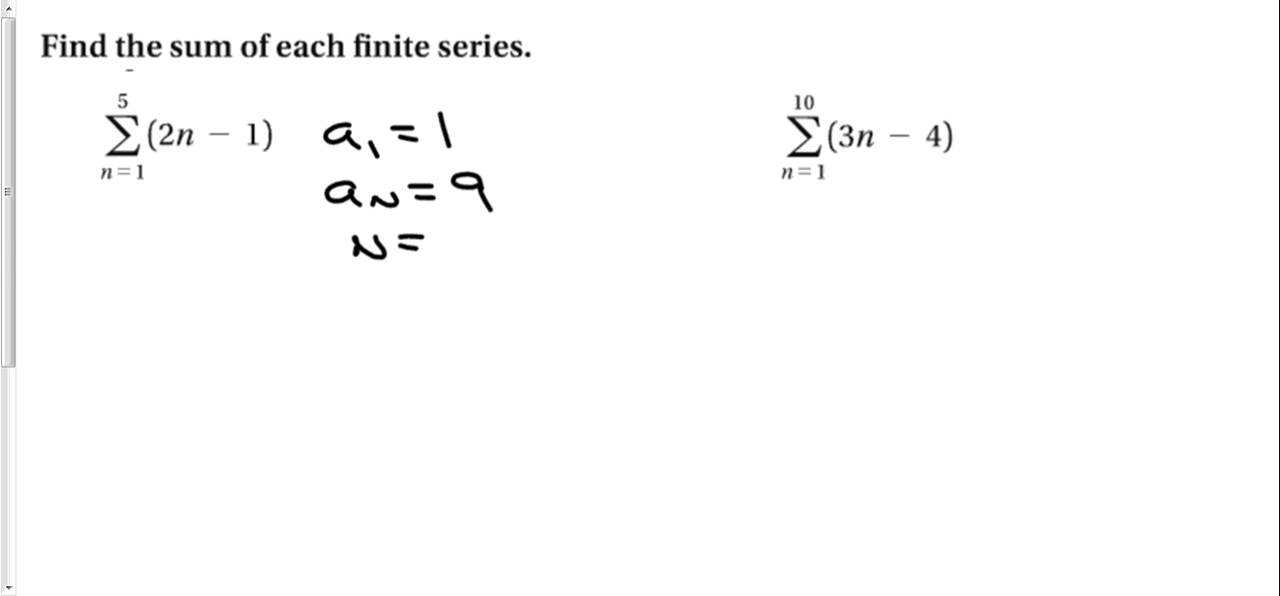 Find the sum of each finite series.
5
∑(2n − 1)
n=1
a₁ = 1
aₙ = 9
N =
10
∑(3n − 4)
n=1